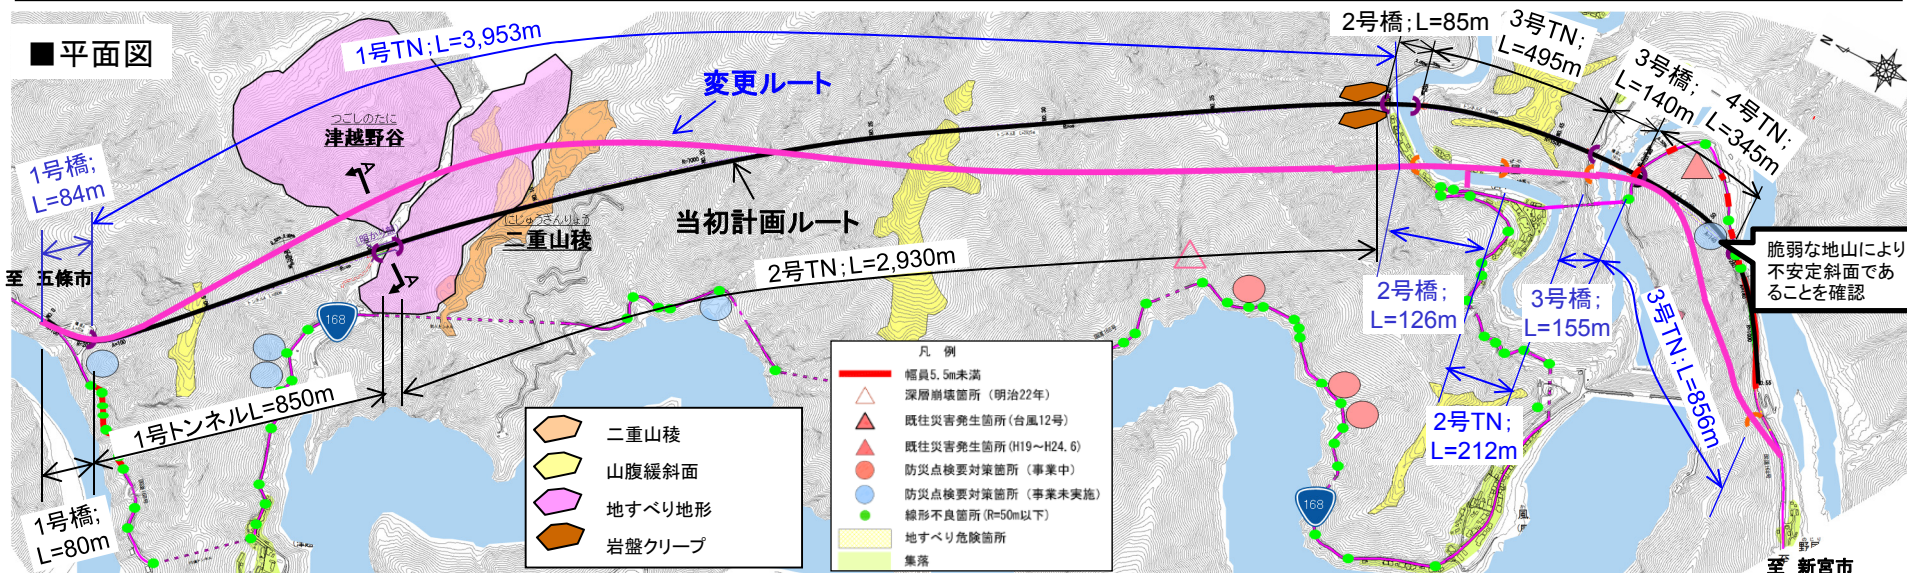 ■平面図
1号TN;L=3,953m
2号橋;L=85m
3号TN;
L=495m
3号橋;
L=140m
4号TN;
L=345m
N
変更ルート
つごしのたに
津越野谷
A
1号橋;
L=84m
にじゅうさんりょう
二重山稜
明かり部
A
当初計画ルート
至 五條市
168
2号TN;L=2,930m
脆弱な地山により
不安定斜面であ
ることを確認
2号橋;
L=126m
3号橋;
L=155m
3号TN;L=856m
2号TN;
L=212m
1号トンネルL=850m
1号橋;
L=80m
二重山稜
山腹緩斜面
地すべり地形
岩盤クリープ
凡 例
幅員5.5m未満
深層崩壊箇所（明治22年）
既往災害発生箇所(台風12号)
既往災害発生箇所(H19～H24.6)
防災点検要対策箇所（事業中）
防災点検要対策箇所（事業未実施）
線形不良箇所(R=50m以下)
地すべり危険箇所
集落
168
風
野
至 新宮市